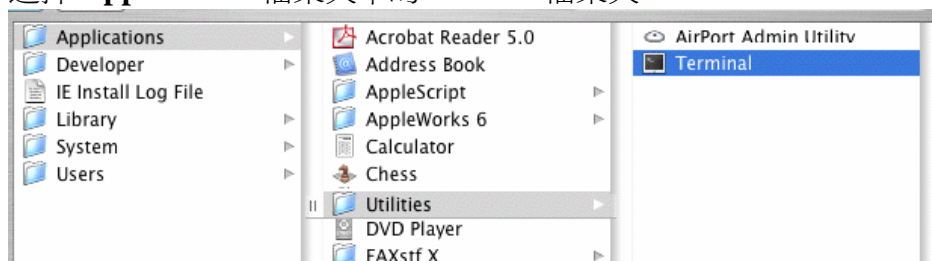 Applications
Developer
IE Install Log File
Library
System
Users
Acrobat Reader 5.0
Address Book
AppleScript
AppleWorks 6
Calculator
Chess
Utilities
DVD Player
FAXstf X
AirPort Admin Utility
Terminal